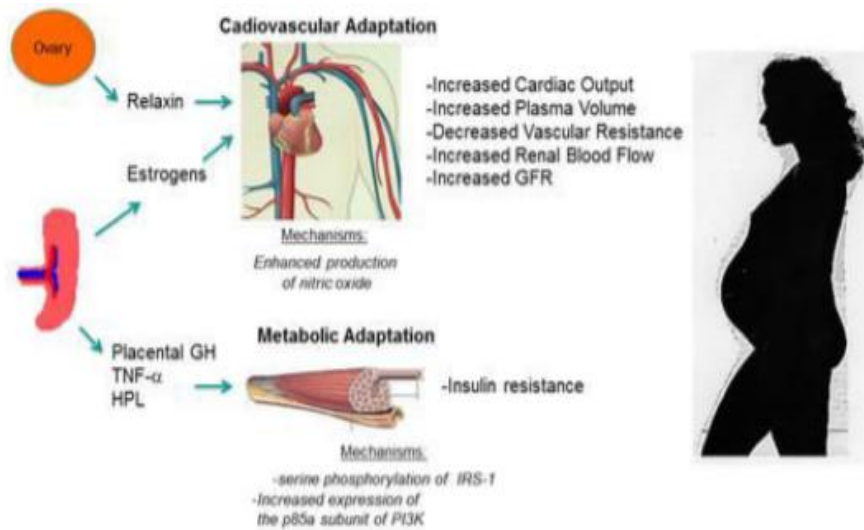 Cadiovascular Adaptation
Ovary
Relaxin
Estrogens
-Increased Cardiac Output
-Increased Plasma Volume
-Decreased Vascular Resistance
-Increased Renal Blood Flow
-Increased GFR
Mechanisms:
Enhanced production
of nitric oxide
Metabolic Adaptation
Placental GH
TNF-α
HPL
-Insulin resistance
Mechanisms:
-serine phosphorylation of IRS-1
-Increased expression of
the p85a subunit of PI3K